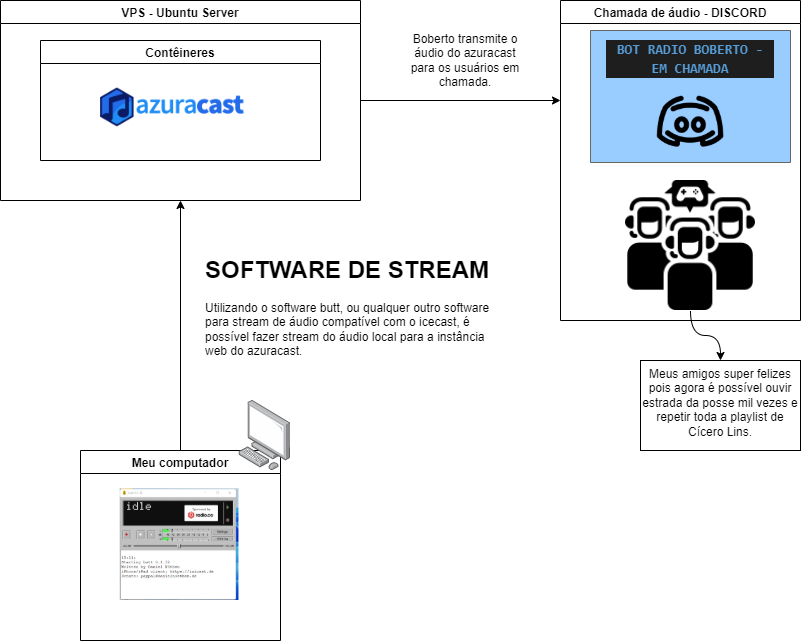 VPS - Ubuntu Server
Contêineres
azuracast
Boberto transmite o
áudio do azuracast
para os usuários em
chamada.
Chamada de áudio - DISCORD
BOT RADIO BOBERTO -
EM CHAMADA
SOFTWARE DE STREAM
Utilizando o software butt, ou qualquer outro software
para stream de áudio compatível com o icecast, é
possível fazer stream do áudio local para a instância
web do azuracast.
Meus amigos super felizes
pois agora é possível ouvir
estrada da posse mil vezes e
repetir toda a playlist de
Cícero Lins.
Meu computador
idle
radio.co